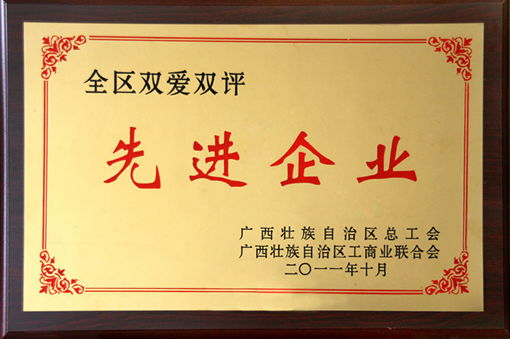 全区双爱双评
先进企业
广西壮族自治区总工会
广西壮族自治区工商业联合会
二〇一一年十月